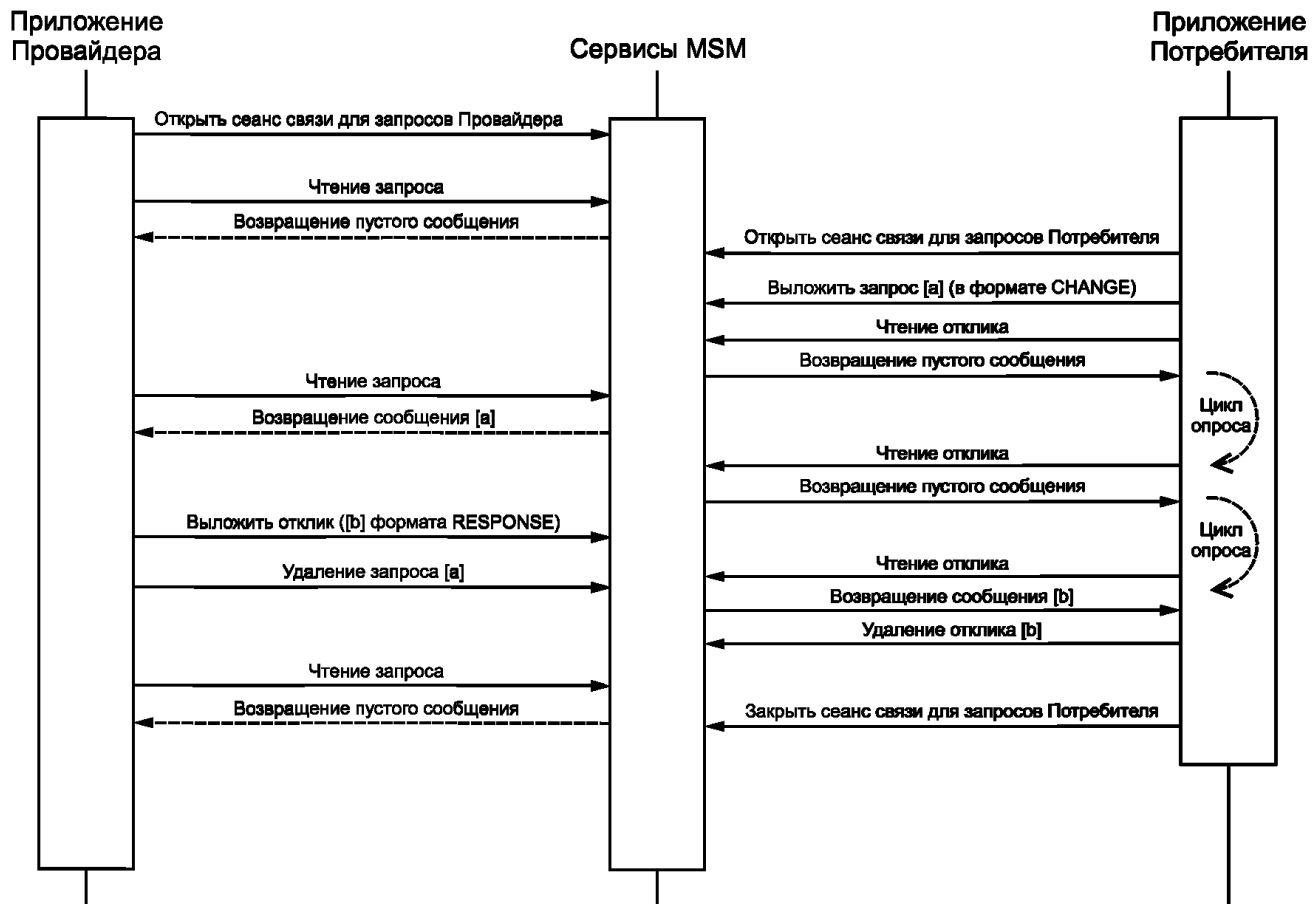 Приложение
Провайдера
Сервисы MSM
Приложение
Потребителя
Открыть сеанс связи для запросов Провайдера
Чтение запроса
Возвращение пустого сообщения
Открыть сеанс связи для запросов Потребителя
Выложить запрос [a] (в формате CHANGE)
Чтение отклика
Возвращение пустого сообщения
Чтение запроса
Цикл
опроса
Возвращение сообщения [a]
Чтение отклика
Возвращение пустого сообщения
Выложить отклик ([b] формата RESPONSE)
Цикл
опроса
Чтение отклика
Удаление запроса [a]
Возвращение сообщения [b]
Удаление отклика [b]
Чтение запроса
Возвращение пустого сообщения
Закрыть сеанс связи для запросов Потребителя